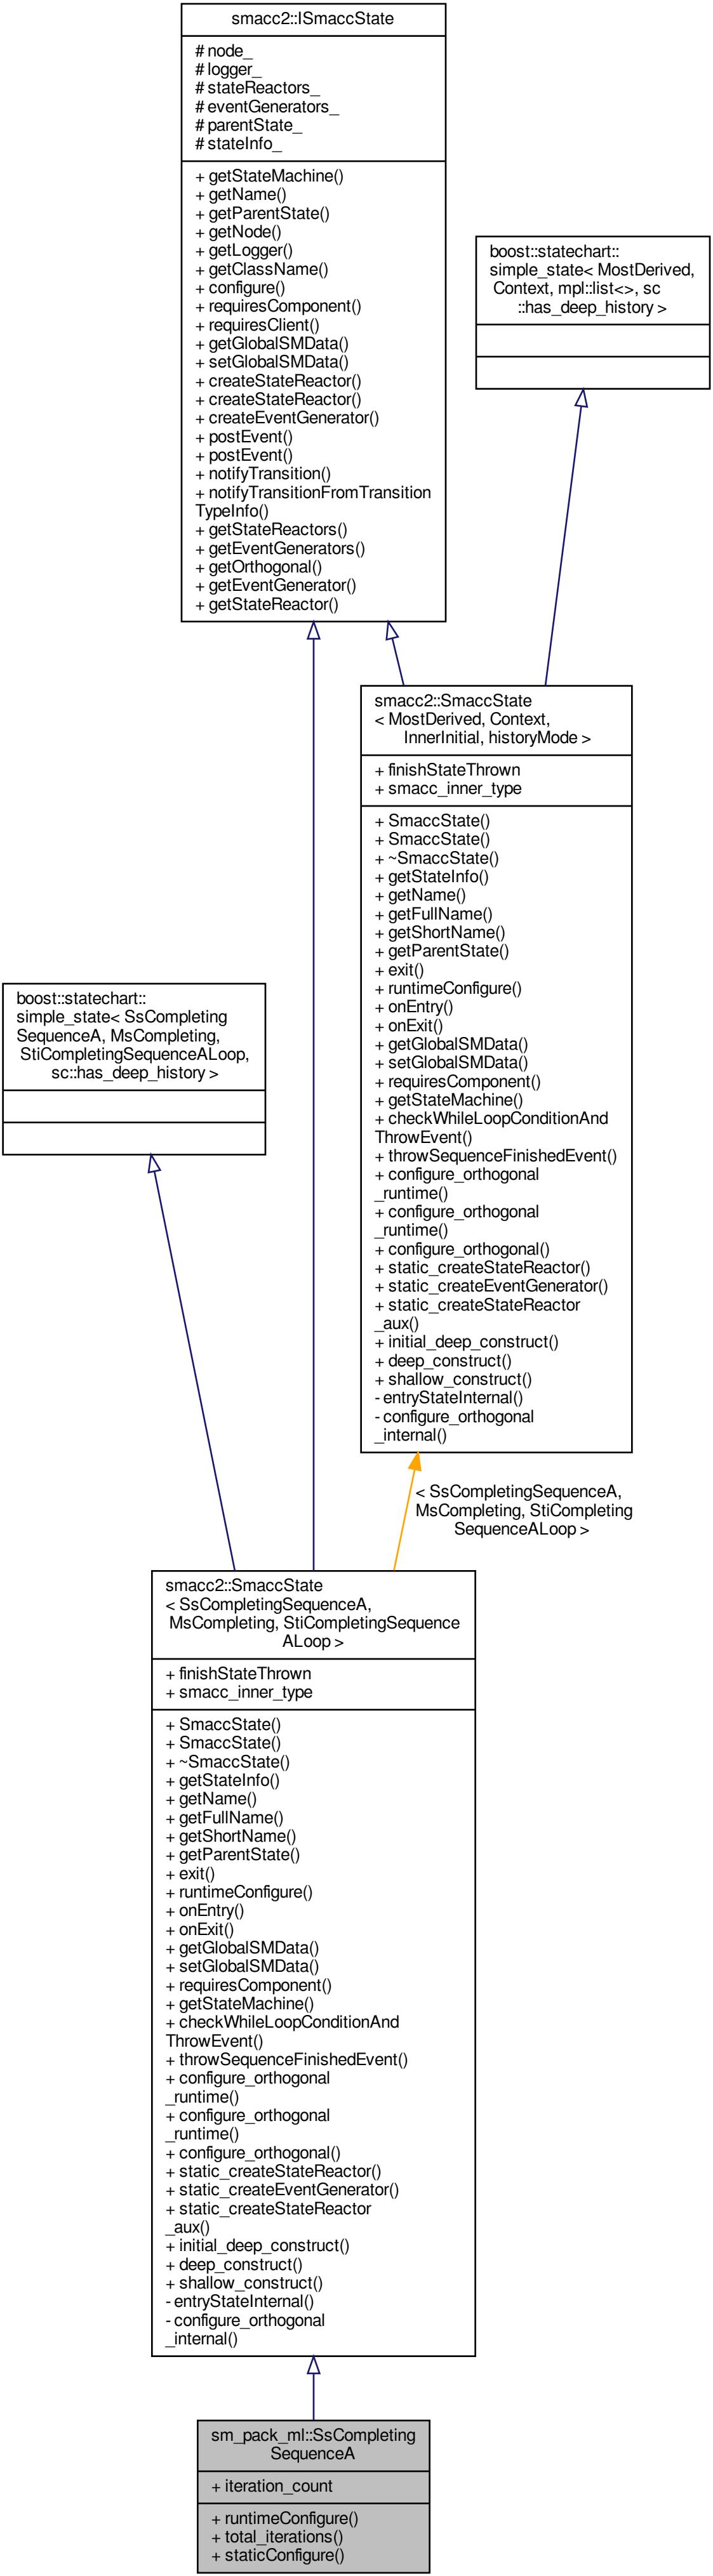 smacc2::ISmaccState
# node_
# logger_
# stateReactors_
# eventGenerators_
# parentState_
# stateInfo_
+ getStateMachine()
+ getName()
+ getParentState()
+ getNode()
+ getLogger()
+ getClassName()
+ configure()
+ requiresComponent()
+ requiresClient()
+ getGlobalSMData()
+ setGlobalSMData()
+ createStateReactor()
+ createStateReactor()
+ createEventGenerator()
+ postEvent()
+ postEvent()
+ notifyTransition()
+ notifyTransitionFromTransition
TypeInfo()
+ getStateReactors()
+ getEventGenerators()
+ getOrthogonal()
+ getEventGenerator()
+ getStateReactor()
boost::statechart::
simple_state< MostDerived,
Context, mpl::list<>, sc
::has_deep_history >
smacc2::SmaccState
< MostDerived, Context,
InnerInitial, historyMode >
+ finishStateThrown
+ smacc_inner_type
+ SmaccState()
+ SmaccState()
+ ~SmaccState()
+ getStateInfo()
+ getName()
+ getFullName()
+ getShortName()
+ getParentState()
+ exit()
+ runtimeConfigure()
+ onEntry()
+ onExit()
+ getGlobalSMData()
+ setGlobalSMData()
+ requiresComponent()
+ getStateMachine()
+ checkWhileLoopConditionAnd
ThrowEvent()
+ throwSequenceFinishedEvent()
+ configure_orthogonal
_runtime()
+ configure_orthogonal
_runtime()
+ configure_orthogonal()
+ static_createStateReactor()
+ static_createEventGenerator()
+ static_createStateReactor
_aux()
+ initial_deep_construct()
+ deep_construct()
+ shallow_construct()
- entryStateInternal()
- configure_orthogonal
_internal()
boost::statechart::
simple_state< SsCompleting
SequenceA, MsCompleting,
StiCompletingSequenceALoop,
sc::has_deep_history >
< SsCompletingSequenceA,
MsCompleting, StiCompleting
SequenceALoop >
smacc2::SmaccState
< SsCompletingSequenceA,
MsCompleting, StiCompletingSequence
ALoop >
+ finishStateThrown
+ smacc_inner_type
+ SmaccState()
+ SmaccState()
+ ~SmaccState()
+ getStateInfo()
+ getName()
+ getFullName()
+ getShortName()
+ getParentState()
+ exit()
+ runtimeConfigure()
+ onEntry()
+ onExit()
+ getGlobalSMData()
+ setGlobalSMData()
+ requiresComponent()
+ getStateMachine()
+ checkWhileLoopConditionAnd
ThrowEvent()
+ throwSequenceFinishedEvent()
+ configure_orthogonal
_runtime()
+ configure_orthogonal
_runtime()
+ configure_orthogonal()
+ static_createStateReactor()
+ static_createEventGenerator()
+ static_createStateReactor
_aux()
+ initial_deep_construct()
+ deep_construct()
+ shallow_construct()
- entryStateInternal()
- configure_orthogonal
_internal()
sm_pack_ml::SsCompleting
SequenceA
+ iteration_count
+ runtimeConfigure()
+ total_iterations()
+ staticConfigure()